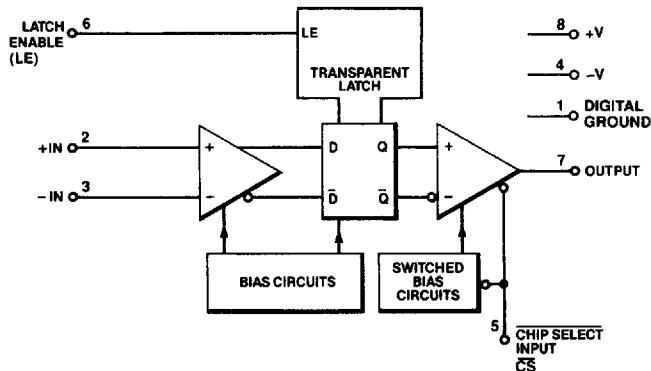 LATCH
ENABLE
(LE)
6
LE
TRANSPARENT
LATCH
8
+V
4
–V
1
DIGITAL
GROUND
+IN
2
+
D
Q
+
7
OUTPUT
–IN
3
–
D̅
Q̅
–
BIAS CIRCUITS
SWITCHED
BIAS
CIRCUITS
5
CHIP SELECT
INPUT
C̅S̅